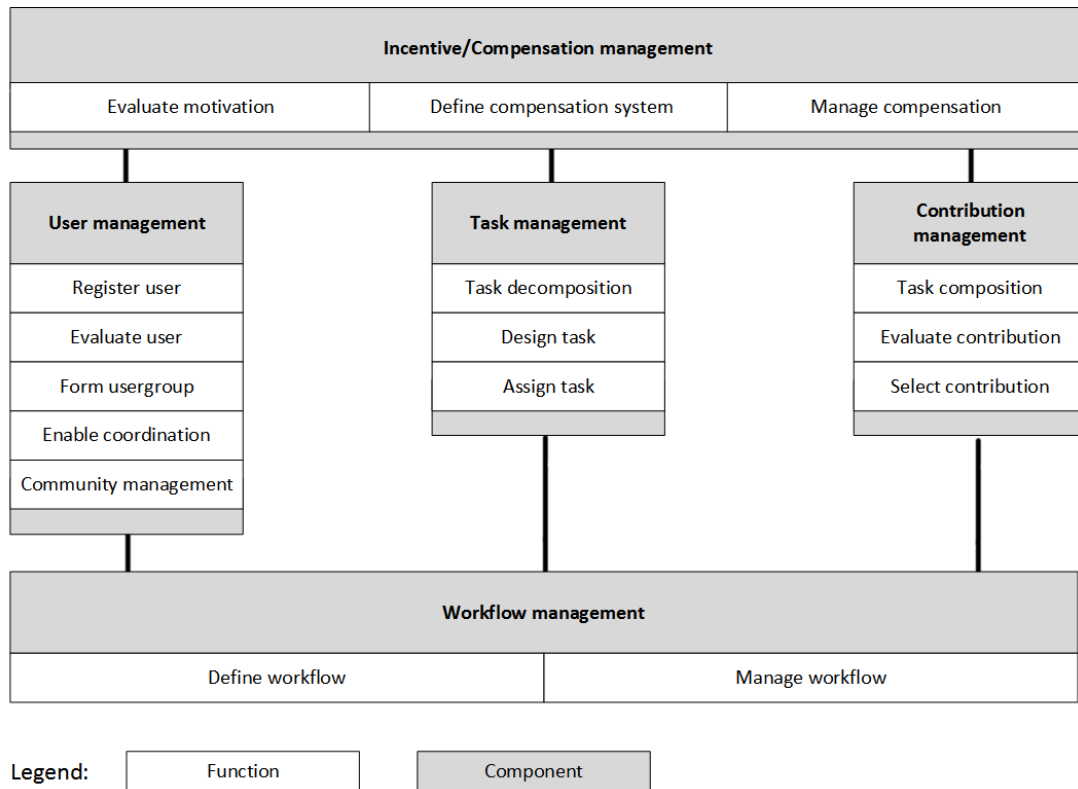 Incentive/Compensation management
Evaluate motivation
Define compensation system
Manage compensation
User management
Register user
Evaluate user
Form usergroup
Enable coordination
Community management
Task management
Task decomposition
Design task
Assign task
Contribution
management
Task composition
Evaluate contribution
Select contribution
Workflow management
Define workflow
Manage workflow
Legend:
Function
Component